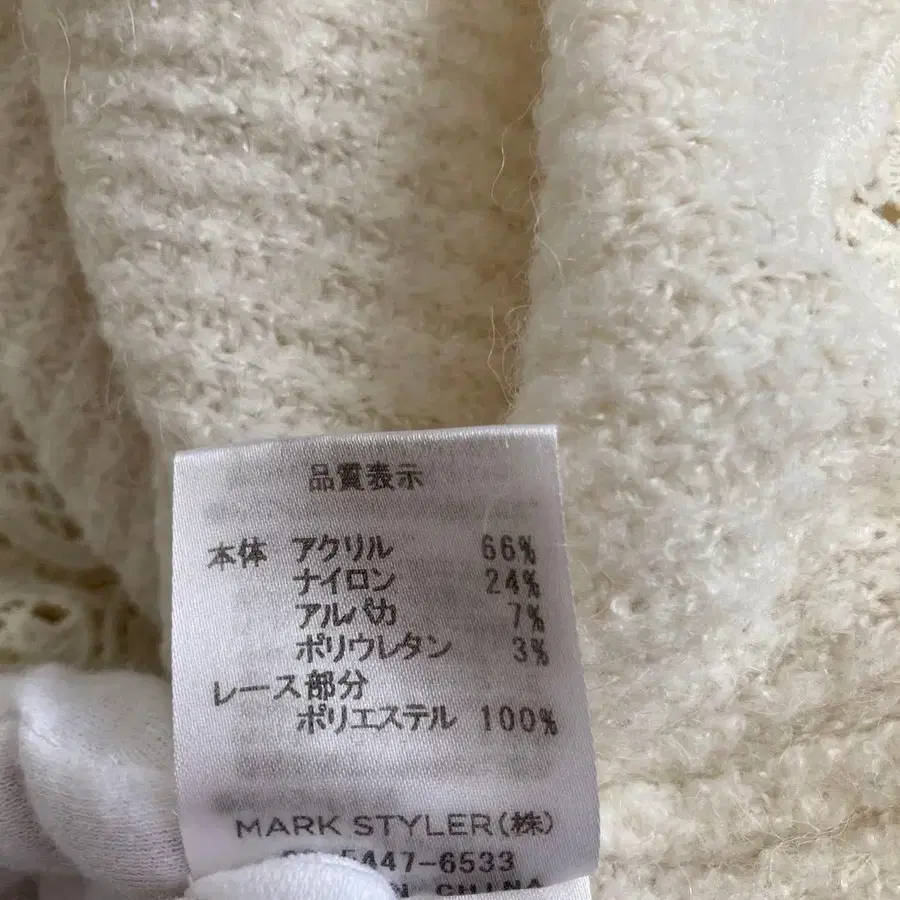 品質表示
本体 アクリル 66%
ナイロン 24%
アルパカ 7%
ポリウレタン 3%
レース部分
ポリエステル 100%
MARK STYLER(株)
5447-6533
CHINA